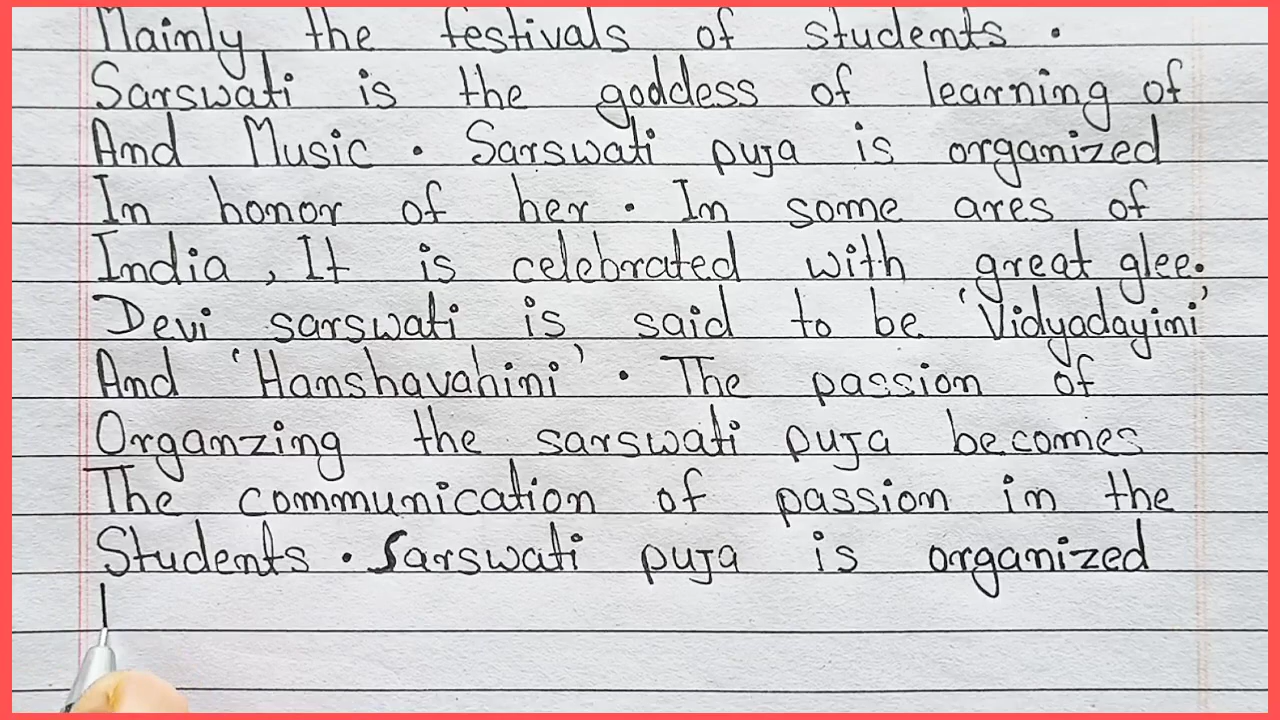 Mainly the festivals of students .
Sarswati is the goddess of learning of
And Music . Sarswati puja is organized
In honor of her . In some ares of
India , It is celebrated with great glee.
Devi sarswati is said to be 'Vidyadayini'
And 'Hanshavahini' . The passion of
Organzing the sarswati puja becomes
The communication of passion in the
Students . Sarswati puja is organized